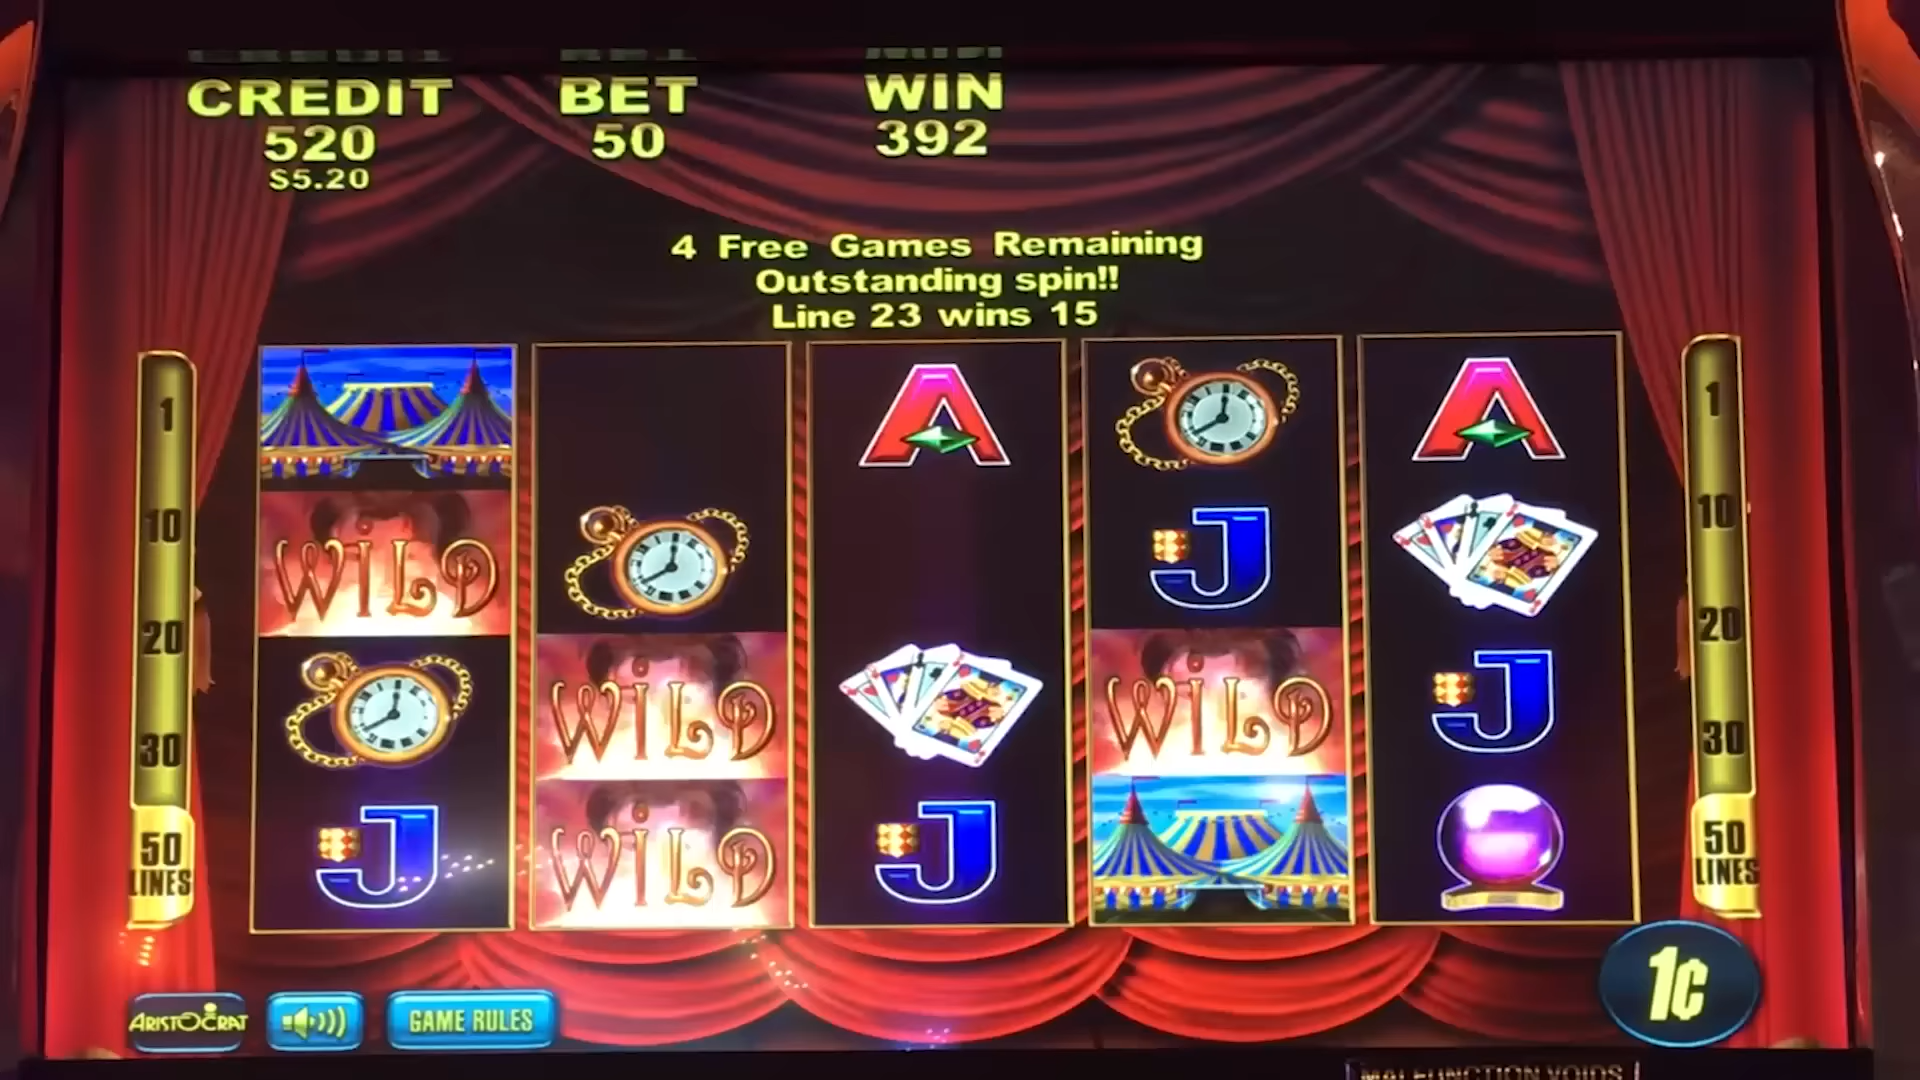 CREDIT BET WIN
520 50 392
$5.20
4 Free Games Remaining
Outstanding spin!!
Line 23 wins 15
A A
1 1
WILD J
10 10
20 20
WILD WILD J
30 30
J WILD J
50 50
LINES LINES
1¢
ARISTOCRAT GAME RULES
MALFUNCTION VOIDS